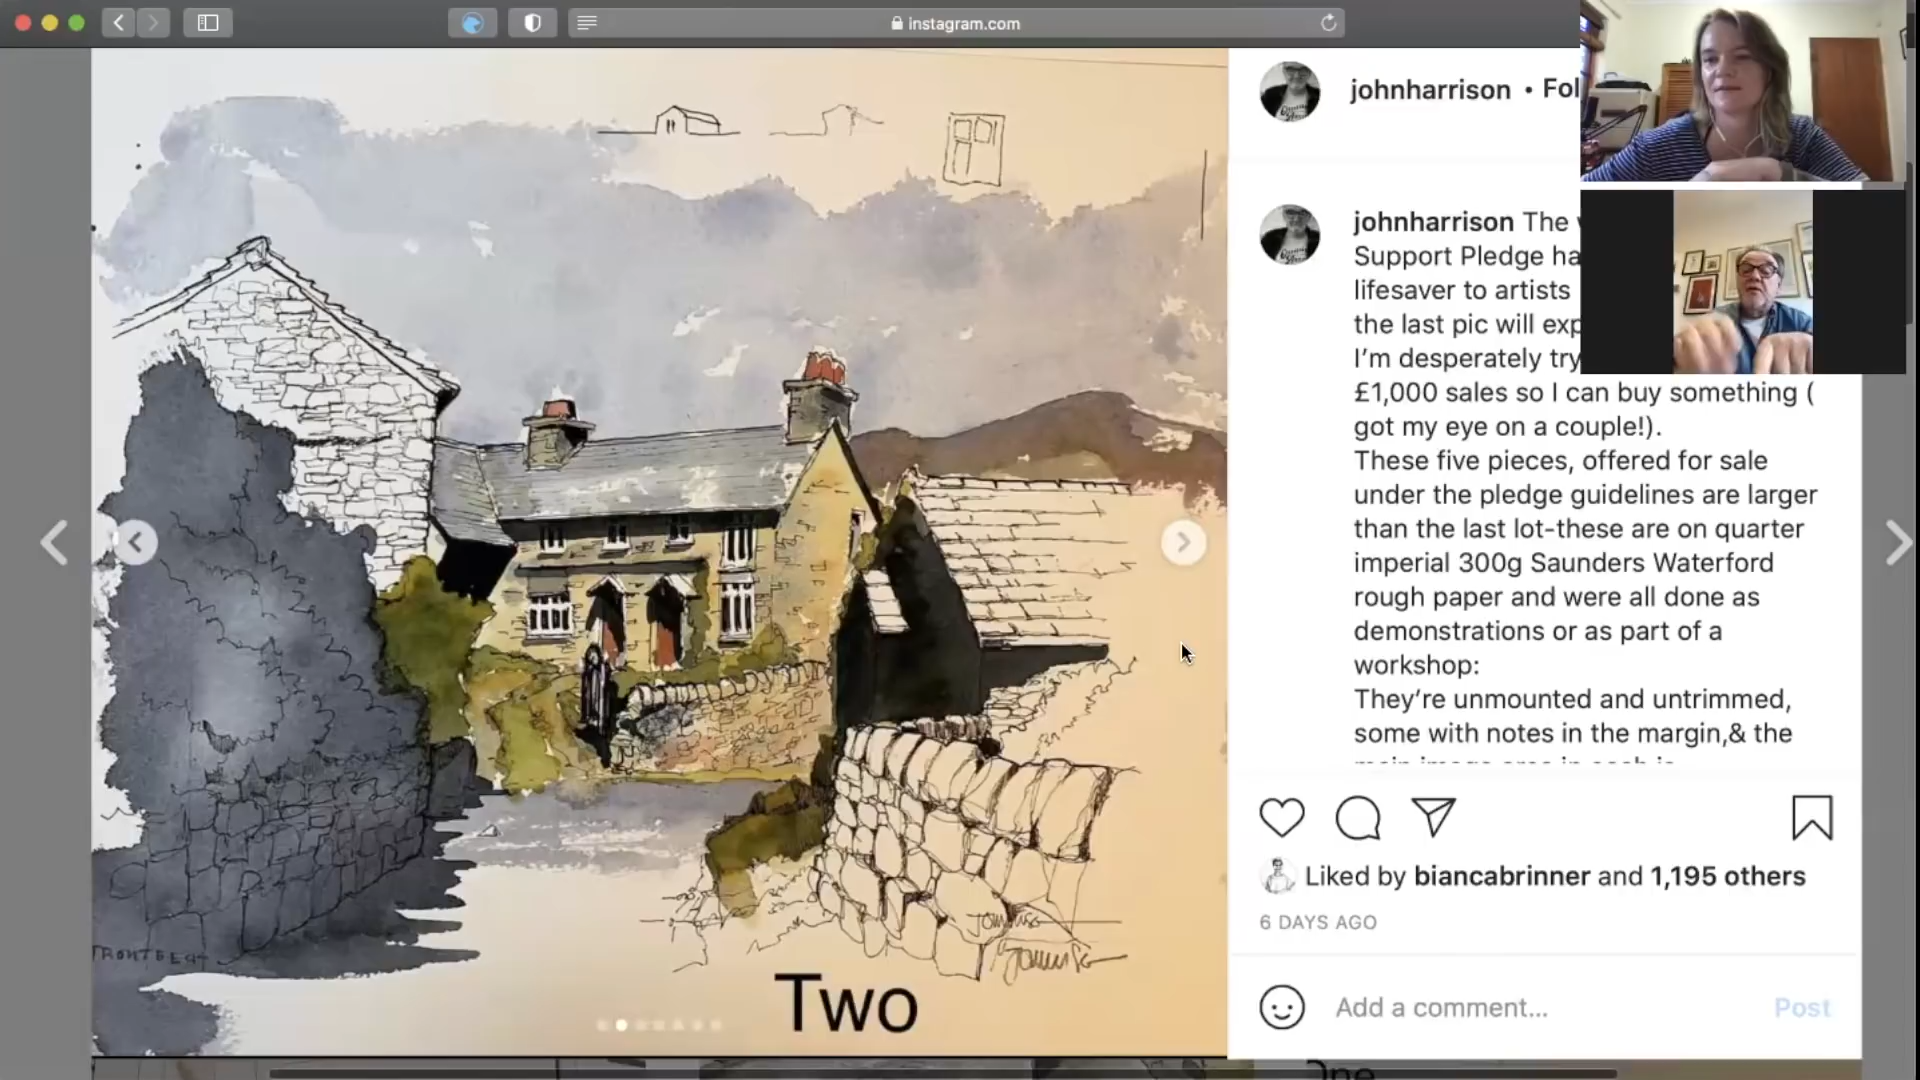 instagram.com
johnharrison • Fol
johnharrison The
Support Pledge ha
lifesaver to artists
the last pic will exp
I'm desperately try
£1,000 sales so I can buy something (
got my eye on a couple!).
These five pieces, offered for sale
under the pledge guidelines are larger
than the last lot-these are on quarter
imperial 300g Saunders Waterford
rough paper and were all done as
demonstrations or as part of a
workshop:
They're unmounted and untrimmed,
some with notes in the margin,& the
Liked by biancabrinner and 1,195 others
6 DAYS AGO
Add a comment... Post
TROUTBECK
Two
One